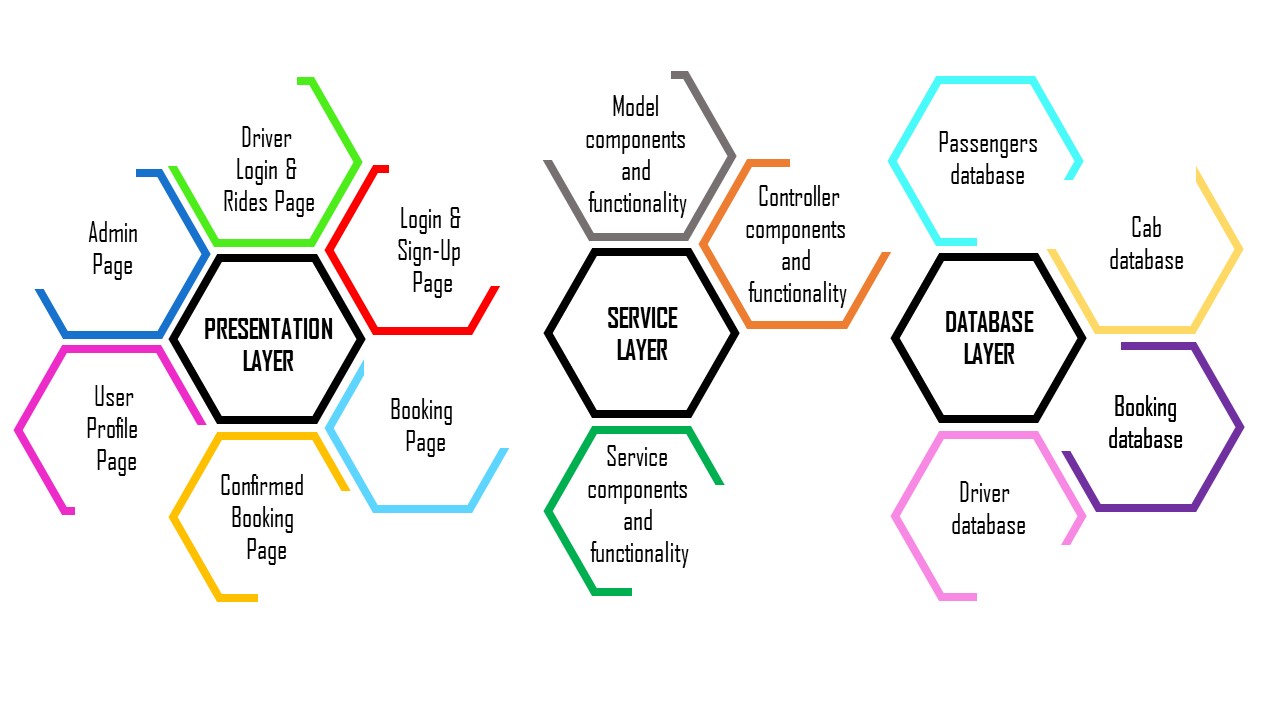 Driver
Login &
Rides Page
Admin
Page
Login &
Sign-Up
Page
PRESENTATION
LAYER
User
Profile
Page
Booking
Page
Confirmed
Booking
Page
Model
components
and
functionality
Controller
components
and
functionality
SERVICE
LAYER
Service
components
and
functionality
Passengers
database
Cab
database
DATABASE
LAYER
Booking
database
Driver
database